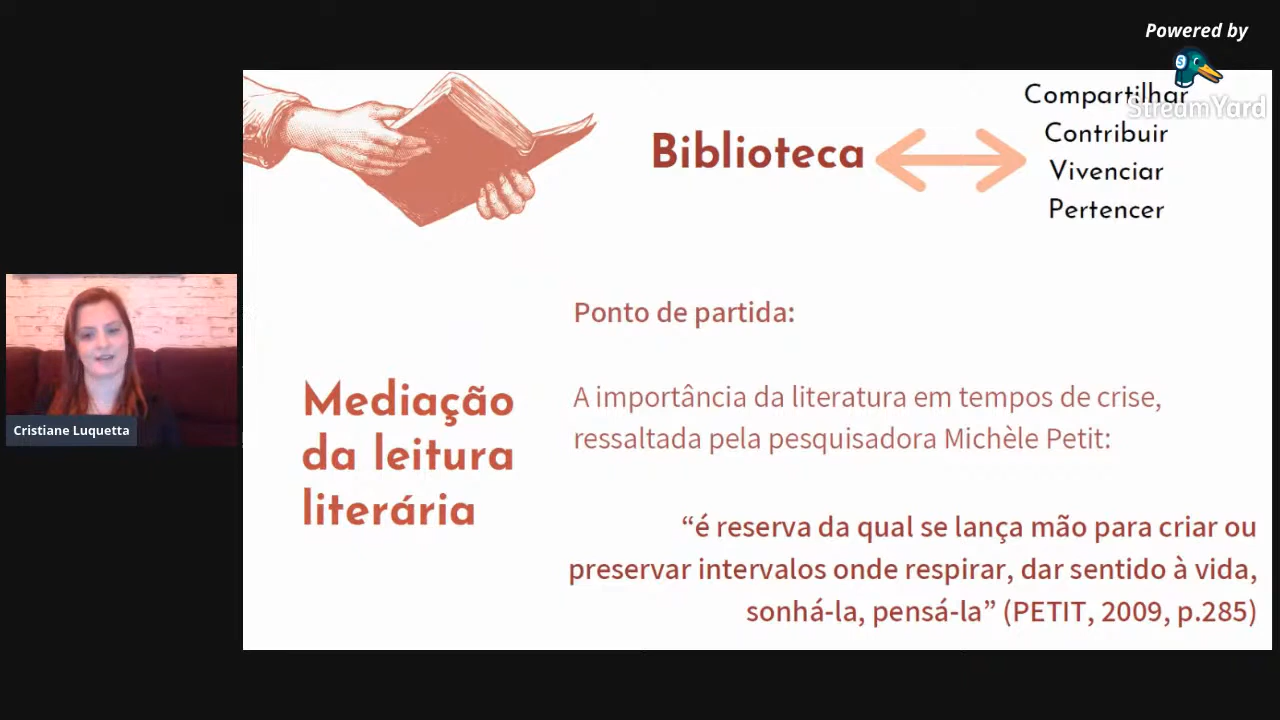 Powered by
StreamYard
Biblioteca
Compartilhar
Contribuir
Vivenciar
Pertencer
Ponto de partida:
Mediação
da leitura
literária
A importância da literatura em tempos de crise,
ressaltada pela pesquisadora Michèle Petit:
“é reserva da qual se lança mão para criar ou
preservar intervalos onde respirar, dar sentido à vida,
sonhá-la, pensá-la” (PETIT, 2009, p.285)
Cristiane Luquetta